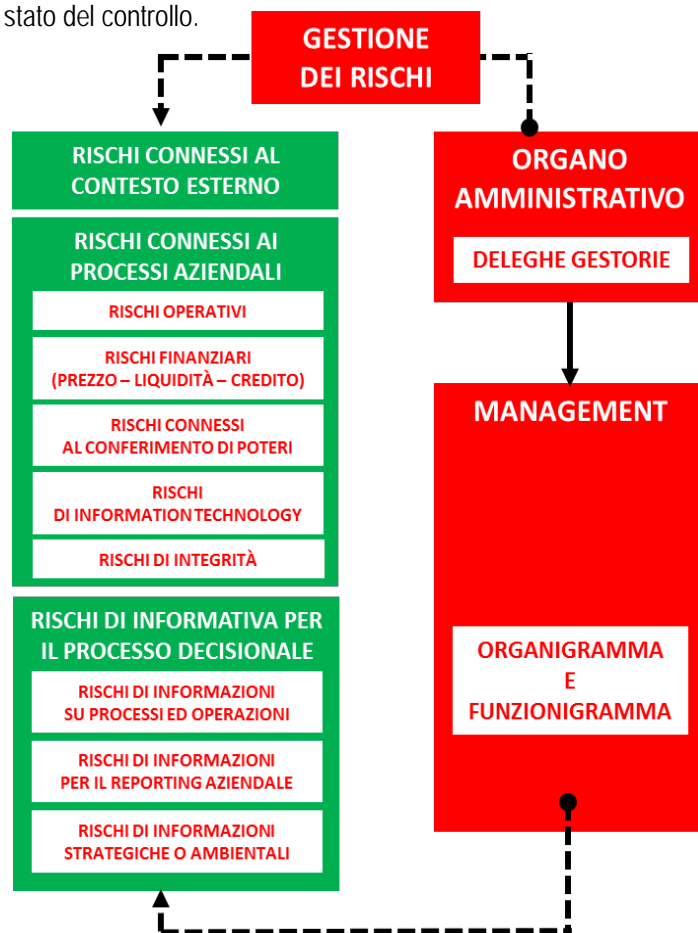 stato del controllo.
GESTIONE
DEI RISCHI
RISCHI CONNESSI AL
CONTESTO ESTERNO
RISCHI CONNESSI AI
PROCESSI AZIENDALI
RISCHI OPERATIVI
RISCHI FINANZIARI
(PREZZO – LIQUIDITÀ – CREDITO)
RISCHI CONNESSI
AL CONFERIMENTO DI POTERI
RISCHI
DI INFORMATION TECHNOLOGY
RISCHI DI INTEGRITÀ
RISCHI DI INFORMATIVA PER
IL PROCESSO DECISIONALE
RISCHI DI INFORMAZIONI
SU PROCESSI ED OPERAZIONI
RISCHI DI INFORMAZIONI
PER IL REPORTING AZIENDALE
RISCHI DI INFORMAZIONI
STRATEGICHE O AMBIENTALI
ORGANO
AMMINISTRATIVO
DELEGHE GESTORIE
MANAGEMENT
ORGANIGRAMMA
E
FUNZIONIGRAMMA